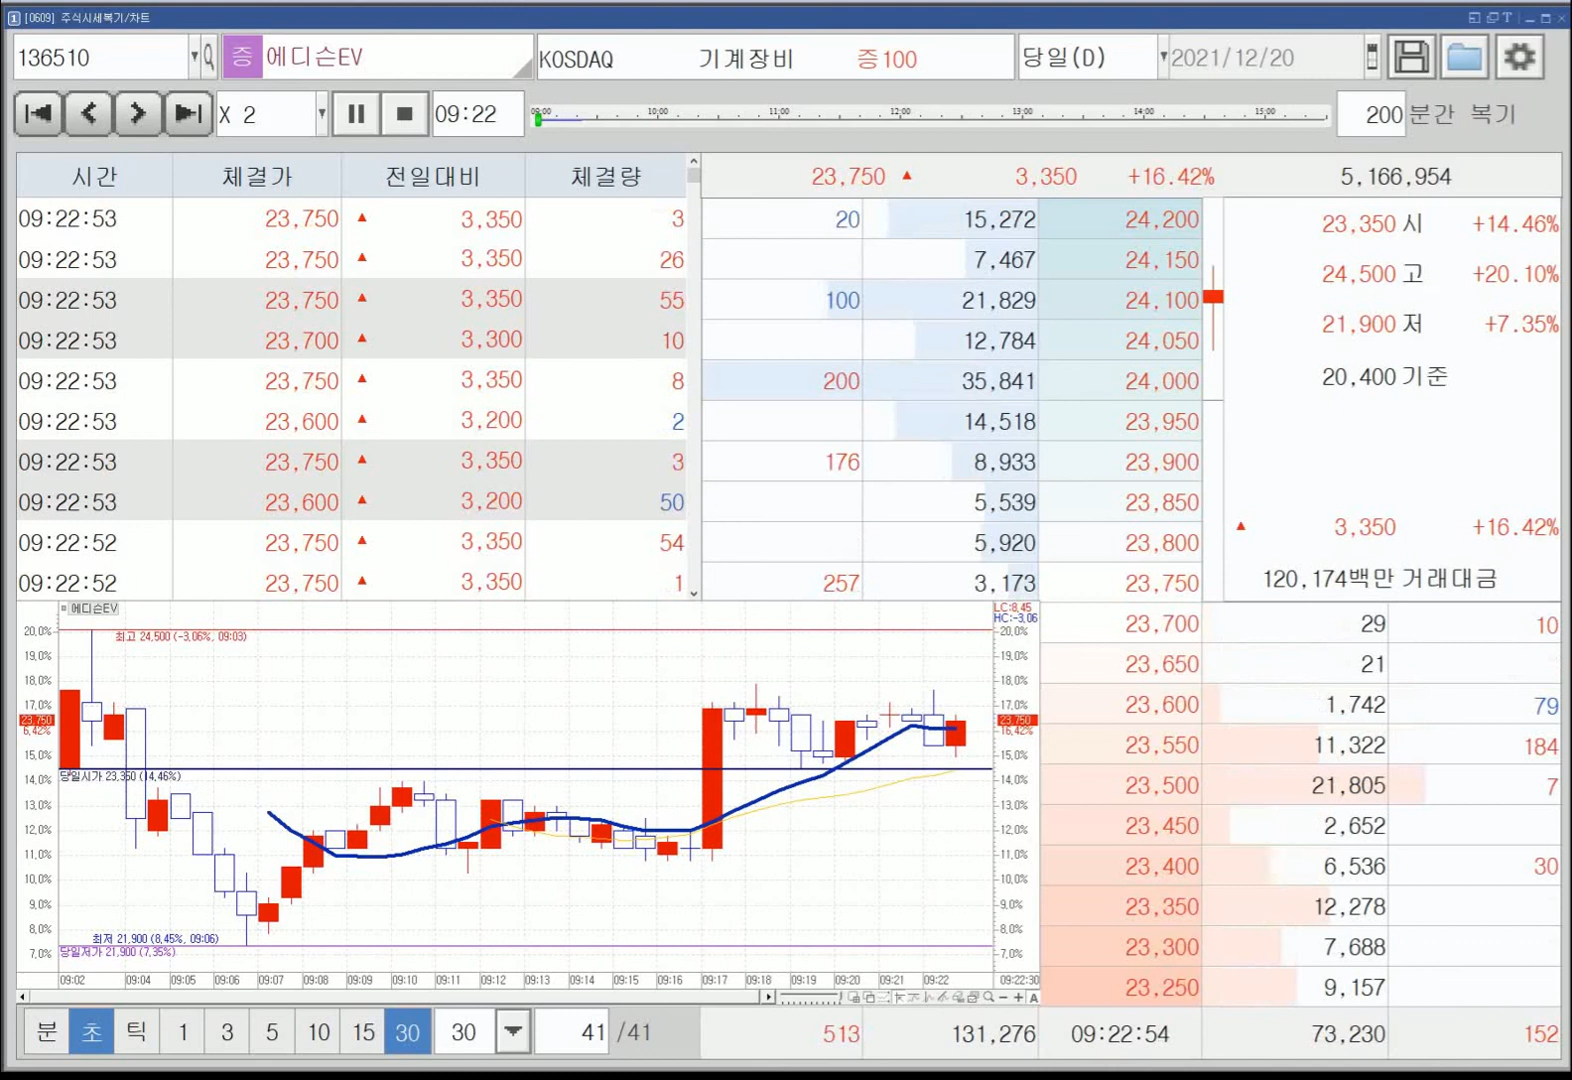 1 [0609] 주식시세복기/차트
136510 증 에디슨EV KOSDAQ 기계장비 증100 당일(D) 2021/12/20
X 2 09:22 09:00 10:00 11:00 12:00 13:00 14:00 15:00 200 분간 복기
시간 체결가 전일대비 체결량
09:22:53 23,750 ▲ 3,350 3
09:22:53 23,750 ▲ 3,350 26
09:22:53 23,750 ▲ 3,350 55
09:22:53 23,700 ▲ 3,300 10
09:22:53 23,750 ▲ 3,350 8
09:22:53 23,600 ▲ 3,200 2
09:22:53 23,750 ▲ 3,350 3
09:22:53 23,600 ▲ 3,200 50
09:22:52 23,750 ▲ 3,350 54
09:22:52 23,750 ▲ 3,350 1
23,750 ▲ 3,350 +16.42% 5,166,954
20 15,272 24,200
7,467 24,150
100 21,829 24,100
12,784 24,050
200 35,841 24,000
14,518 23,950
176 8,933 23,900
5,539 23,850
5,920 23,800
257 3,173 23,750
23,350 시 +14.46%
24,500 고 +20.10%
21,900 저 +7.35%
20,400 기준
▲ 3,350 +16.42%
120,174백만 거래대금
23,700 29 10
23,650 21
23,600 1,742 79
23,550 11,322 184
23,500 21,805 7
23,450 2,652
23,400 6,536 30
23,350 12,278
23,300 7,688
23,250 9,157
에디슨EV
LC:8,45
HC:-3,06
최고 24,500 (-3,06%, 09:03)
20,0% 20,0%
19,0% 19,0%
18,0% 18,0%
17,0% 17,0%
23,750 23,750
6,42% 16,42%
15,0% 15,0%
당일시가 23,350 (14,46%)
14,0% 14,0%
13,0% 13,0%
12,0% 12,0%
11,0% 11,0%
10,0% 10,0%
9,0% 9,0%
8,0% 8,0%
최저 21,900 (8,45%, 09:06)
당일저가 21,900 (7,35%)
7,0% 7,0%
09:02 09:04 09:05 09:06 09:07 09:08 09:09 09:10 09:11 09:12 09:13 09:14 09:15 09:16 09:17 09:18 09:19 09:20 09:21 09:22 09:22:30
A
분 초 틱 1 3 5 10 15 30 30 41 /41
513 131,276 09:22:54 73,230 152